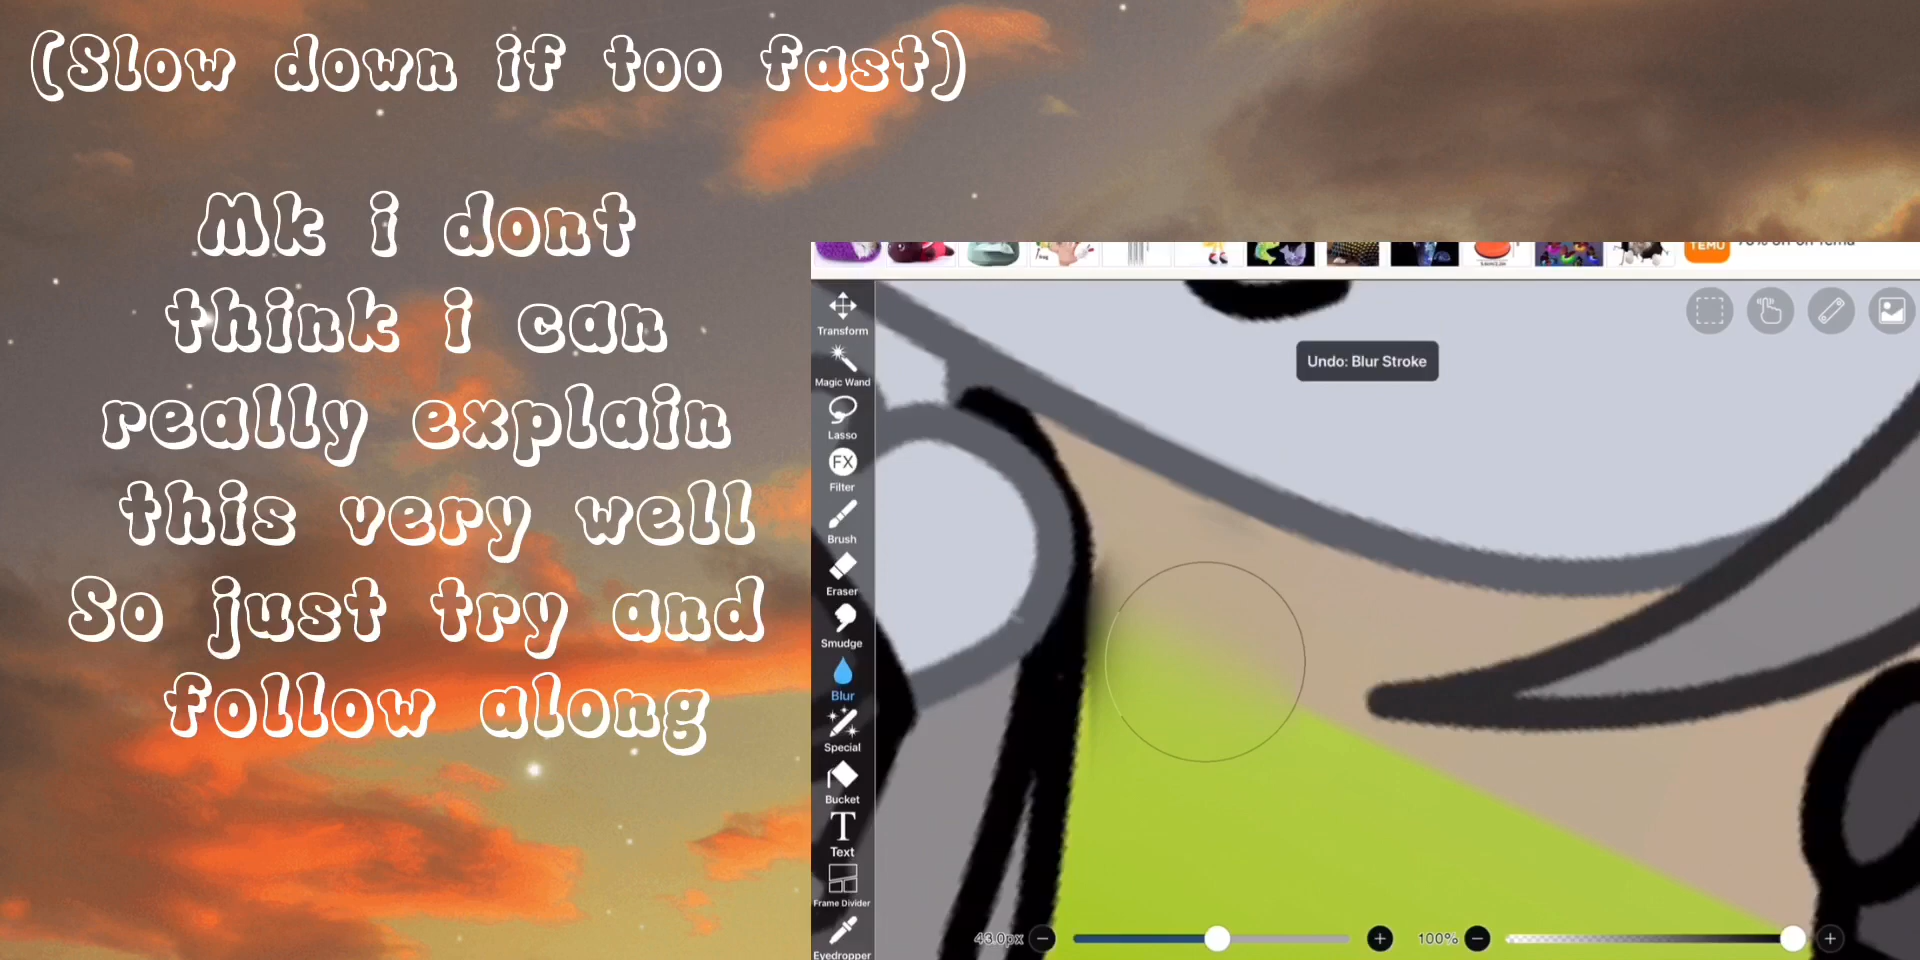 (Slow down if too fast)
Mk i dont
think i can
really explain
this very well
So just try and
follow along
TEMU
Undo: Blur Stroke
Transform
Magic Wand
Lasso
FX
Filter
Brush
Eraser
Smudge
Blur
Special
Bucket
T
Text
Frame Divider
Eyedropper
43.0px
100%